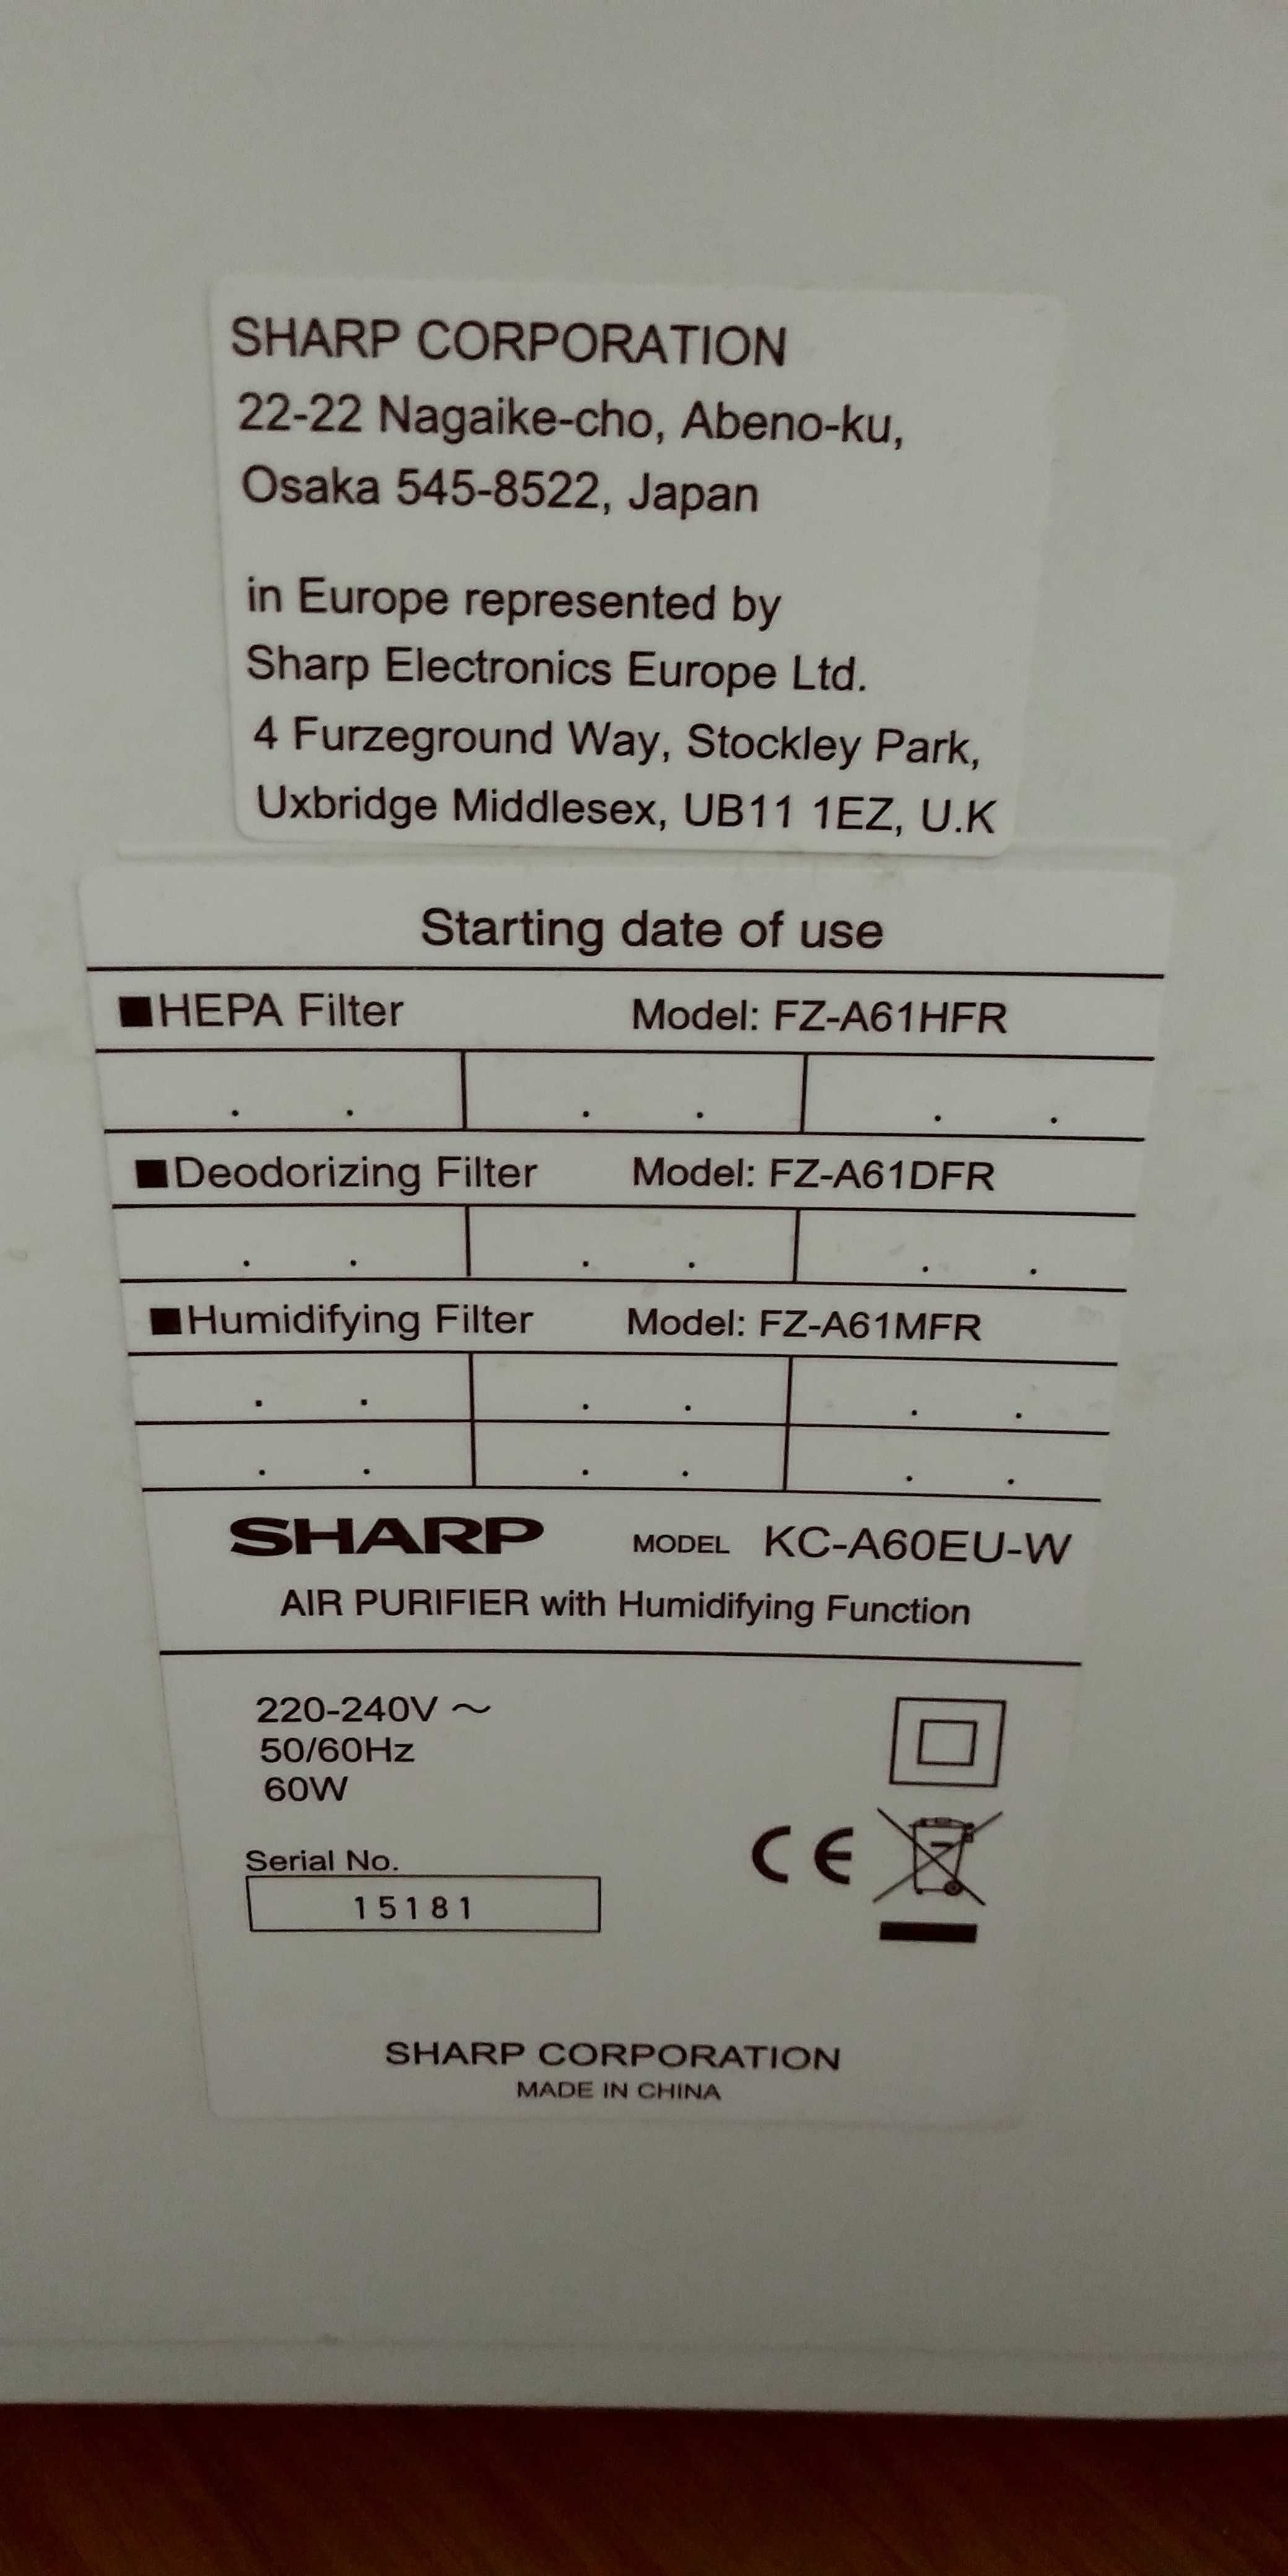 SHARP CORPORATION
22-22 Nagaike-cho, Abeno-ku,
Osaka 545-8522, Japan
in Europe represented by
Sharp Electronics Europe Ltd.
4 Furzeground Way, Stockley Park,
Uxbridge Middlesex, UB11 1EZ, U.K
Starting date of use
■HEPA Filter Model: FZ-A61HFR
. . . . . .
■Deodorizing Filter Model: FZ-A61DFR
. . . . . .
■Humidifying Filter Model: FZ-A61MFR
. . . . . .
. . . . . .
SHARP MODEL KC-A60EU-W
AIR PURIFIER with Humidifying Function
220-240V ~
50/60Hz
60W
Serial No.
15181
CE
SHARP CORPORATION
MADE IN CHINA